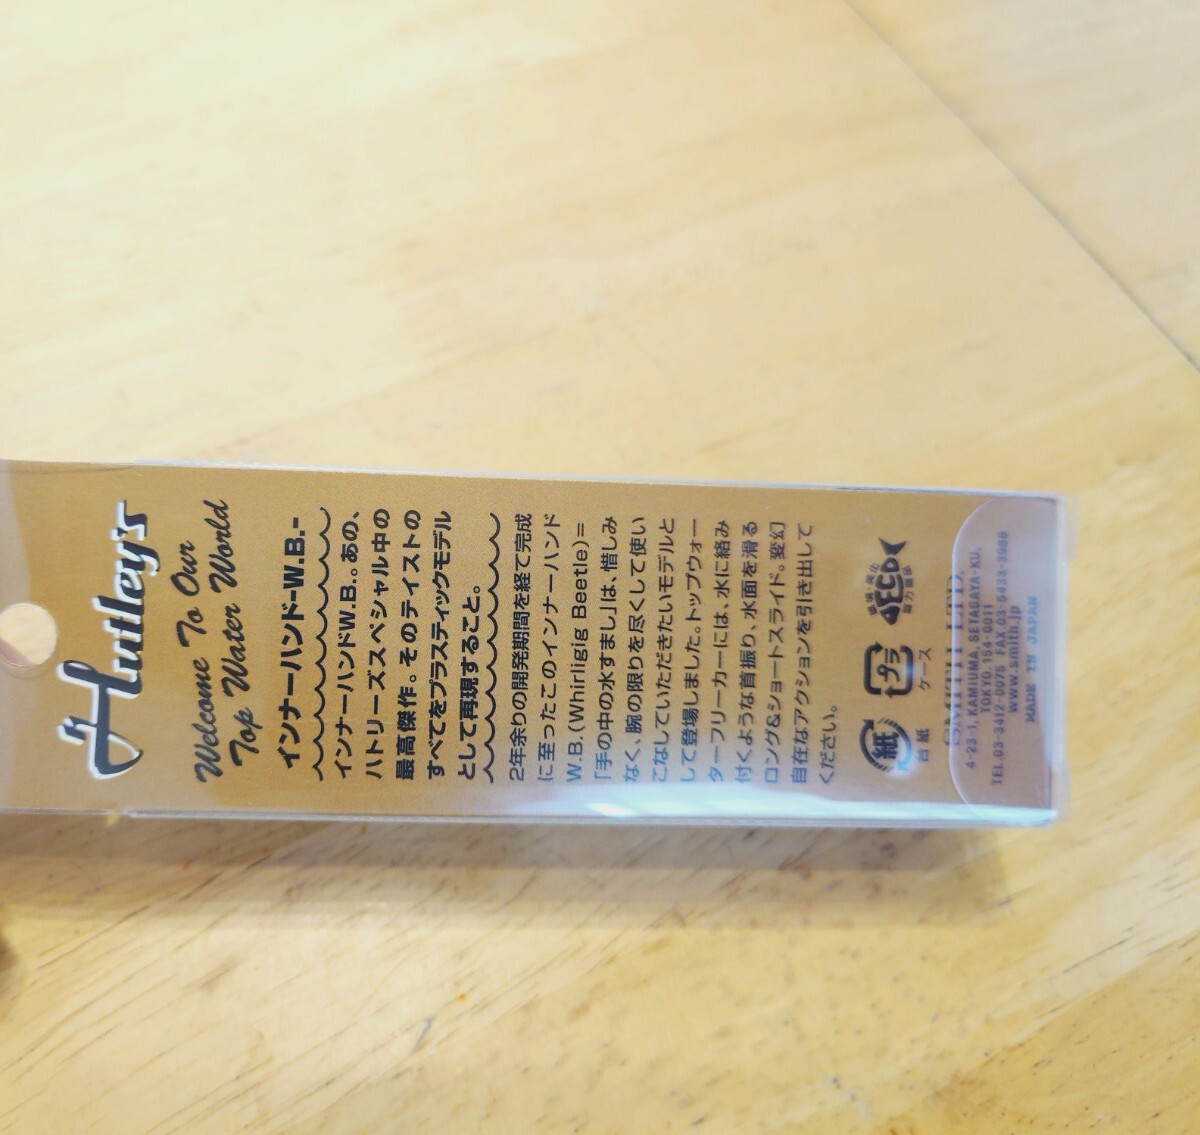 Hutley's
Welcome To Our
Top Water World
インナーハンド-W.B.-
インナーハンドW.B.。あの、
ハトリーズスペシャル中の
最高傑作。そのテイストの
すべてをプラスティックモデル
として再現すること。
2年余りの開発期間を経て完成
に至ったこのインナーハンド
W.B.(Whirligig Beetle)=
「手の中の水すまし」は、惜しみ
なく、腕の限りを尽くして使い
こなしていただきたいモデルと
して登場しました。トップウォー
ターフリーカーには、水に絡み
付くような首振り、水面を滑る
ロング&ショートスライド。変幻
自在なアクションを引き出して
ください。
紙
台紙
プラ
ケース
環境・強化
ECO
協力商品
SMITH LTD.
4-23-1, KAMIUMA, SETAGAYA-KU,
TOKYO. 154-0011
TEL.03-3412-0075 FAX.03-5433-3986
www.smith.jp
MADE IN JAPAN